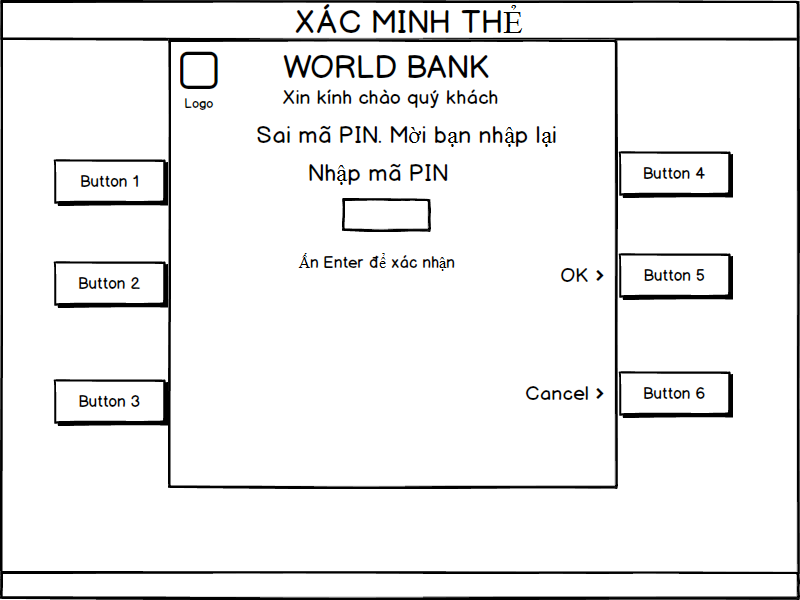 XÁC MINH THẺ
WORLD BANK
Logo
Xin kính chào quý khách
Sai mã PIN. Mời bạn nhập lại
Nhập mã PIN
Button 1
Button 4
Ấn Enter để xác nhận
OK >
Button 5
Button 2
Cancel >
Button 6
Button 3